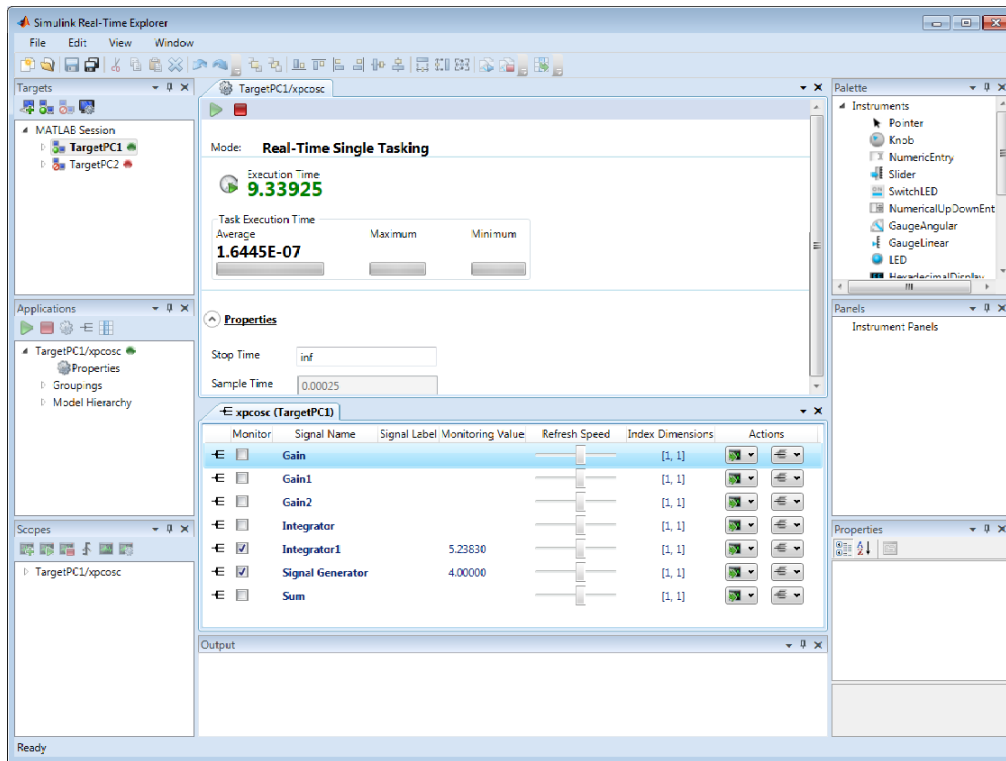 Simulink Real-Time Explorer
File Edit View Window
Targets
MATLAB Session
TargetPC1
TargetPC2
Applications
TargetPC1/xpcosc
Properties
Groupings
Model Hierarchy
Scopes
TargetPC1/xpcosc
TargetPC1/xpcosc
Mode: Real-Time Single Tasking
Execution Time
9.33925
Task Execution Time
Average Maximum Minimum
1.6445E-07
Properties
Stop Time inf
Sample Time 0.00025
xpcosc (TargetPC1)
Monitor Signal Name Signal Label Monitoring Value Refresh Speed Index Dimensions Actions
Gain [1, 1]
Gain1 [1, 1]
Gain2 [1, 1]
Integrator [1, 1]
Integrator1 5.23830 [1, 1]
Signal Generator 4.00000 [1, 1]
Sum [1, 1]
Output
Palette
Instruments
Pointer
Knob
NumericEntry
Slider
SwitchLED
NumericalUpDownEnt
GaugeAngular
GaugeLinear
LED
HexadecimalDisplay
Panels
Instrument Panels
Properties
Ready